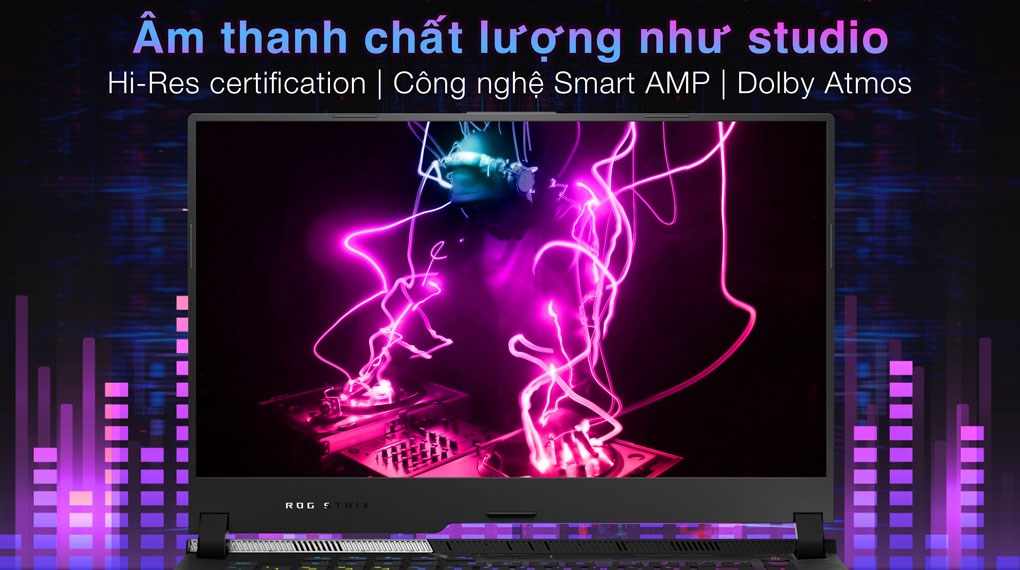 Âm thanh chất lượng như studio
Hi-Res certification | Công nghệ Smart AMP | Dolby Atmos
ROG STRIX